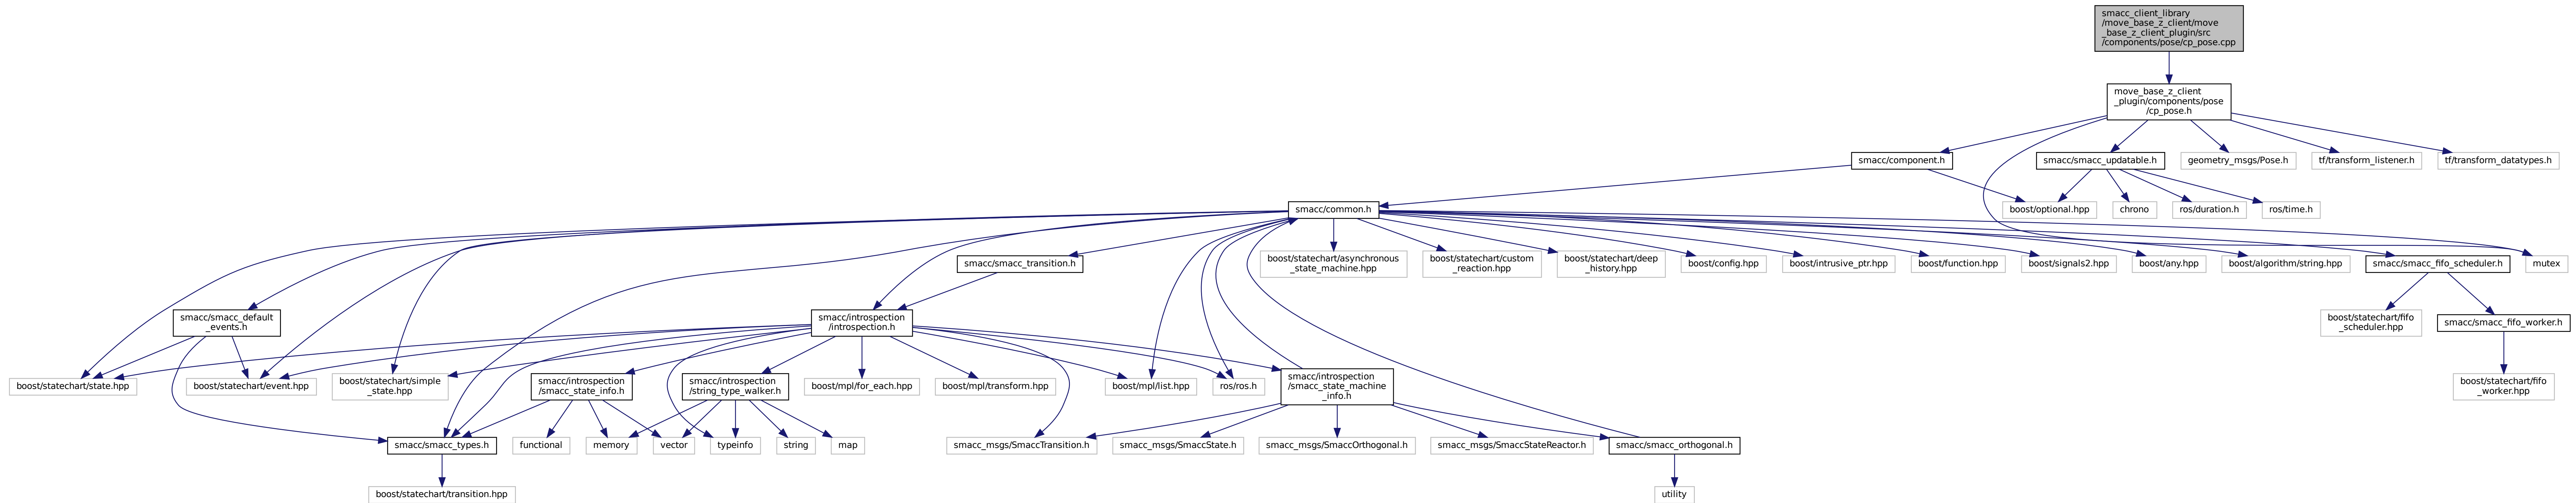 smacc_client_library
/move_base_z_client/move
_base_z_client_plugin/src
/components/pose/cp_pose.cpp
move_base_z_client
_plugin/components/pose
/cp_pose.h
smacc/component.h
smacc/smacc_updatable.h
geometry_msgs/Pose.h
tf/transform_listener.h
tf/transform_datatypes.h
smacc/common.h
boost/optional.hpp
chrono
ros/duration.h
ros/time.h
smacc/smacc_transition.h
boost/statechart/asynchronous
_state_machine.hpp
boost/statechart/custom
_reaction.hpp
boost/statechart/deep
_history.hpp
boost/config.hpp
boost/intrusive_ptr.hpp
boost/function.hpp
boost/signals2.hpp
boost/any.hpp
boost/algorithm/string.hpp
smacc/smacc_fifo_scheduler.h
mutex
smacc/smacc_default
_events.h
smacc/introspection
/introspection.h
boost/statechart/fifo
_scheduler.hpp
smacc/smacc_fifo_worker.h
boost/statechart/state.hpp
boost/statechart/event.hpp
boost/statechart/simple
_state.hpp
smacc/introspection
/smacc_state_info.h
smacc/introspection
/string_type_walker.h
boost/mpl/for_each.hpp
boost/mpl/transform.hpp
boost/mpl/list.hpp
ros/ros.h
smacc/introspection
/smacc_state_machine
_info.h
boost/statechart/fifo
_worker.hpp
smacc/smacc_types.h
functional
memory
vector
typeinfo
string
map
smacc_msgs/SmaccTransition.h
smacc_msgs/SmaccState.h
smacc_msgs/SmaccOrthogonal.h
smacc_msgs/SmaccStateReactor.h
smacc/smacc_orthogonal.h
boost/statechart/transition.hpp
utility